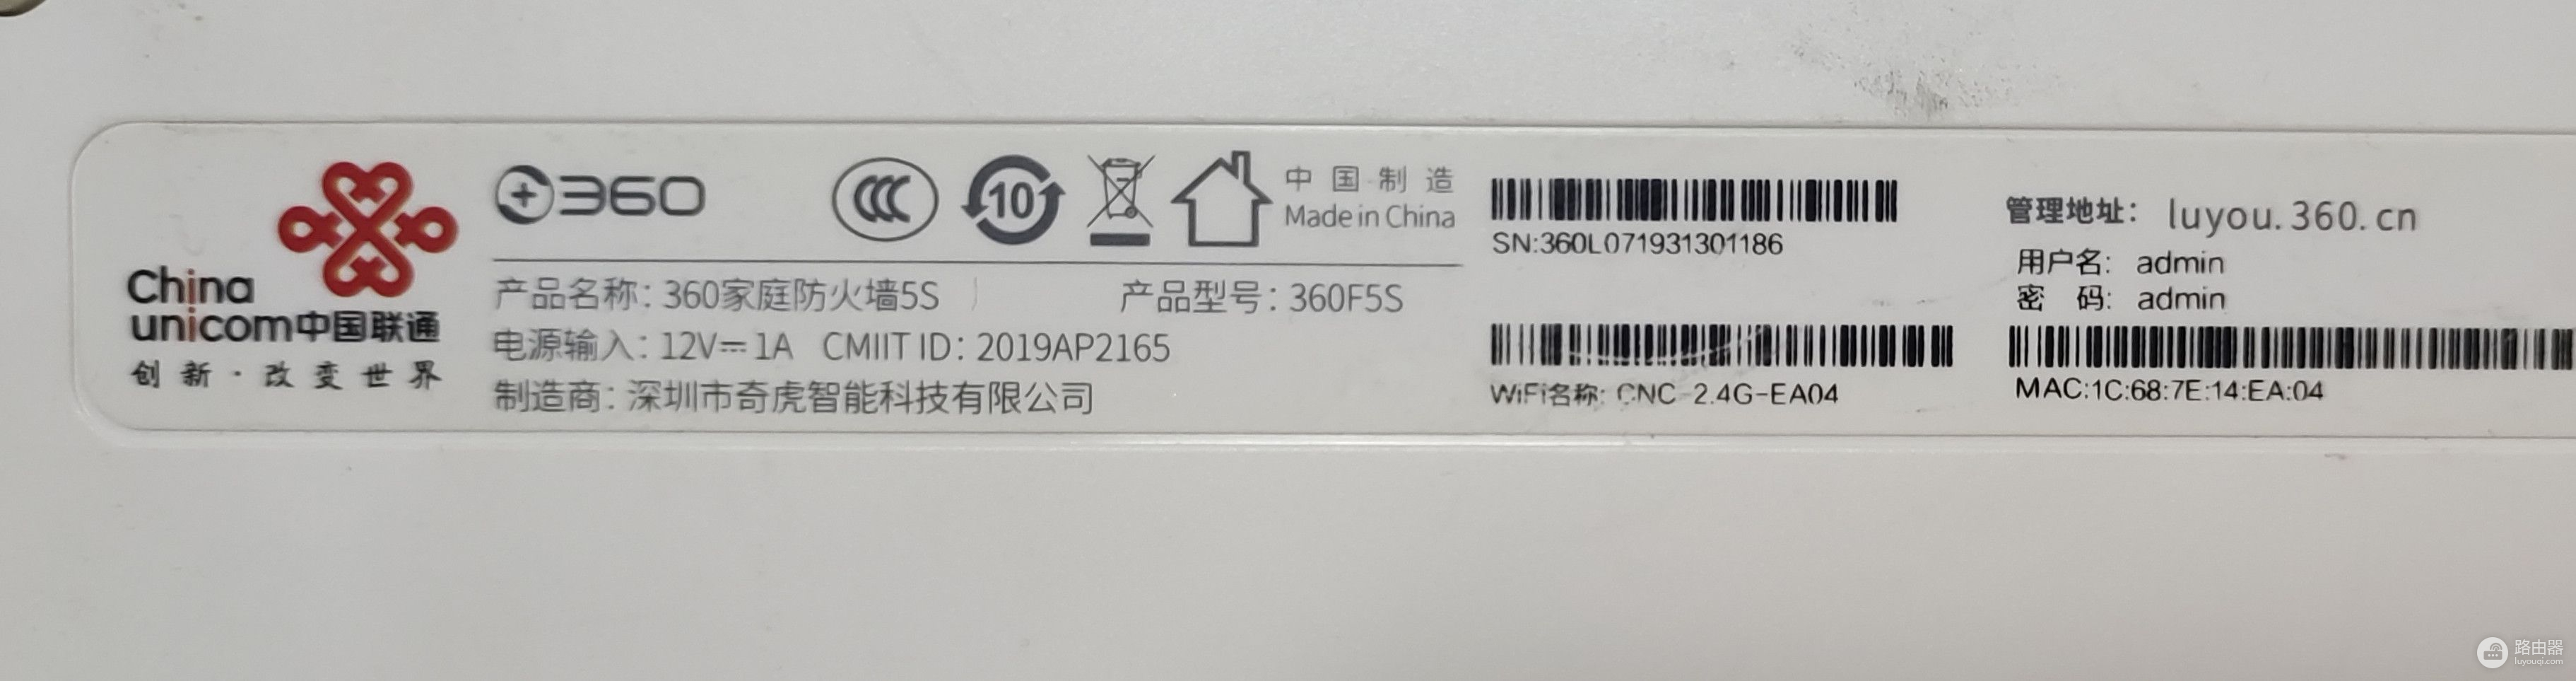 China
unicom中国联通
创新·改变世界
360
10
中国·制造
Made in China
产品名称：360家庭防火墙5S
产品型号：360F5S
电源输入：12V⎓1A CMIIT ID：2019AP2165
制造商：深圳市奇虎智能科技有限公司
SN:360L071931301186
WiFi名称: CNC-2.4G-EA04
管理地址： luyou.360.cn
用户名: admin
密 码: admin
MAC:1C:68:7E:14:EA:04
路由器
luyouqi.com